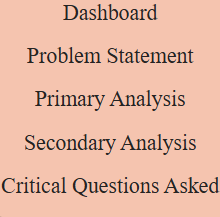 Dashboard
Problem Statement
Primary Analysis
Secondary Analysis
Critical Questions Asked